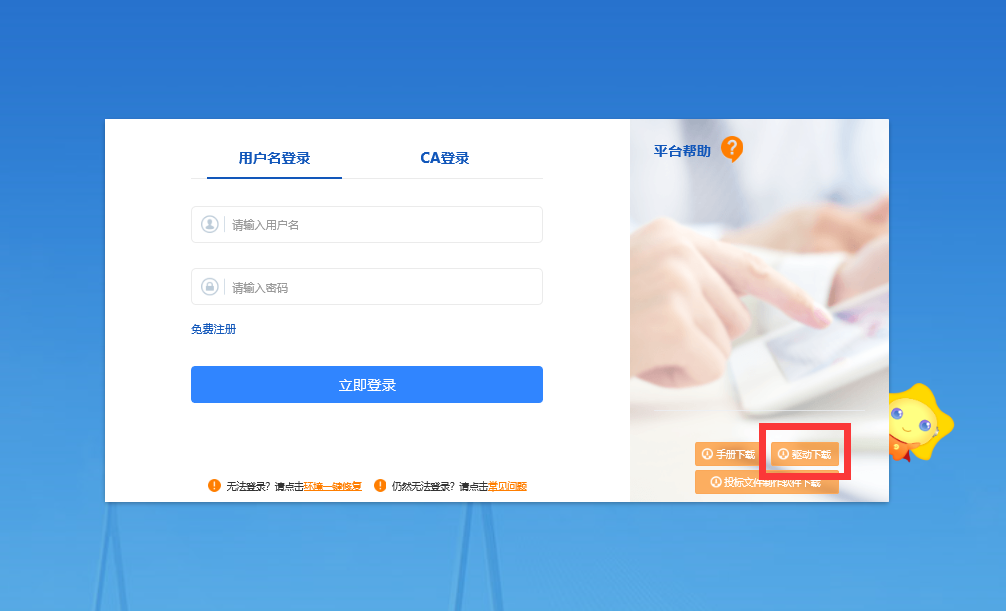 用户名登录 CA登录
请输入用户名
请输入密码
免费注册
立即登录
无法登录？请点击环境一键修复 仍然无法登录？请点击常见问题
平台帮助 ?
手册下载 驱动下载
投标文件制作软件下载